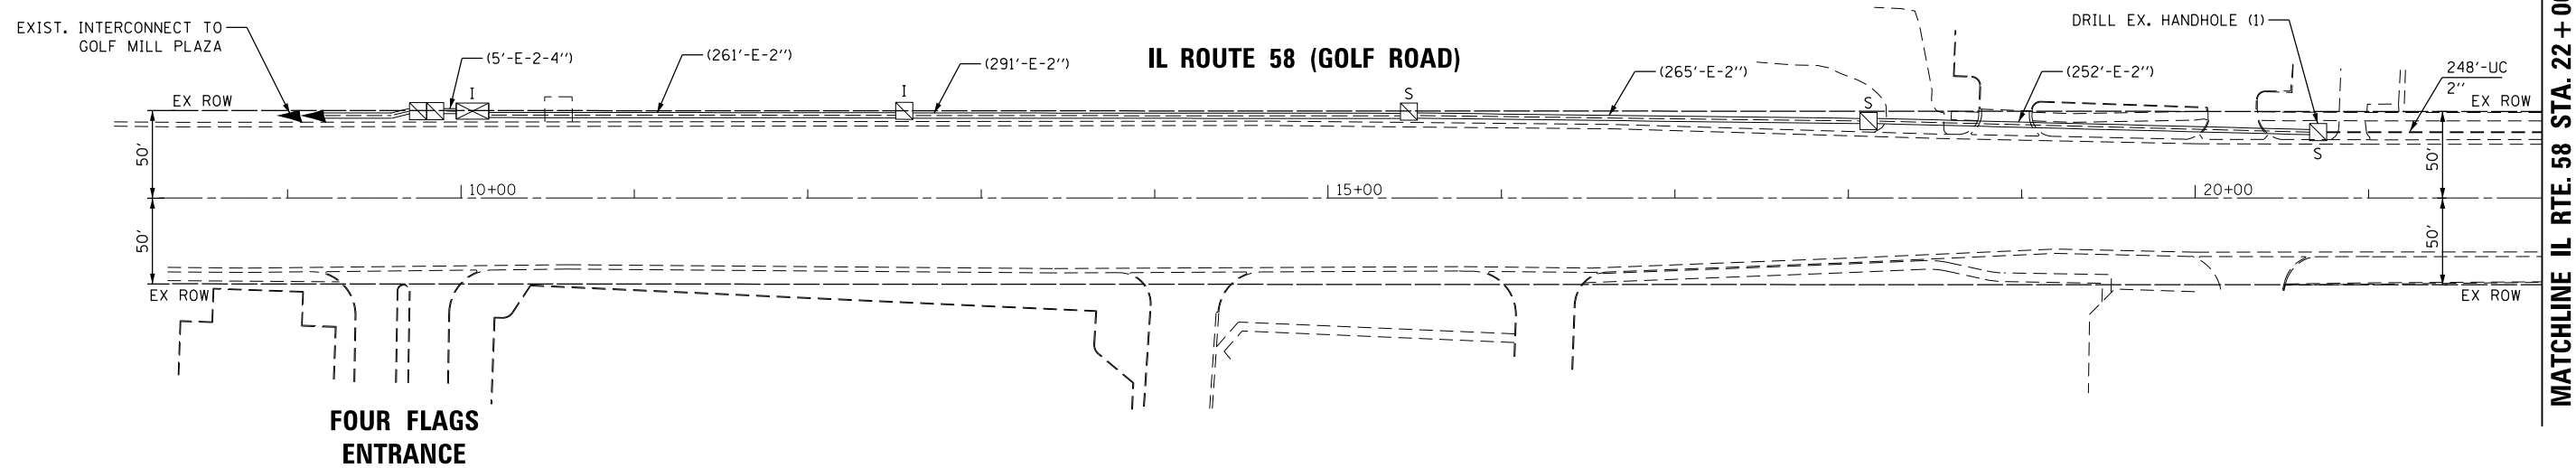 EXIST. INTERCONNECT TO
GOLF MILL PLAZA
(5'-E-2-4")
(261'-E-2")
(291'-E-2")
IL ROUTE 58 (GOLF ROAD)
(265'-E-2")
(252'-E-2")
DRILL EX. HANDHOLE (1)
248'-UC
2"
EX ROW
I
I
S
S
S
EX ROW
50'
50'
10+00
15+00
20+00
50'
50'
EX ROW
EX ROW
FOUR FLAGS
ENTRANCE
MATCHLINE IL RTE. 58 STA. 22+00